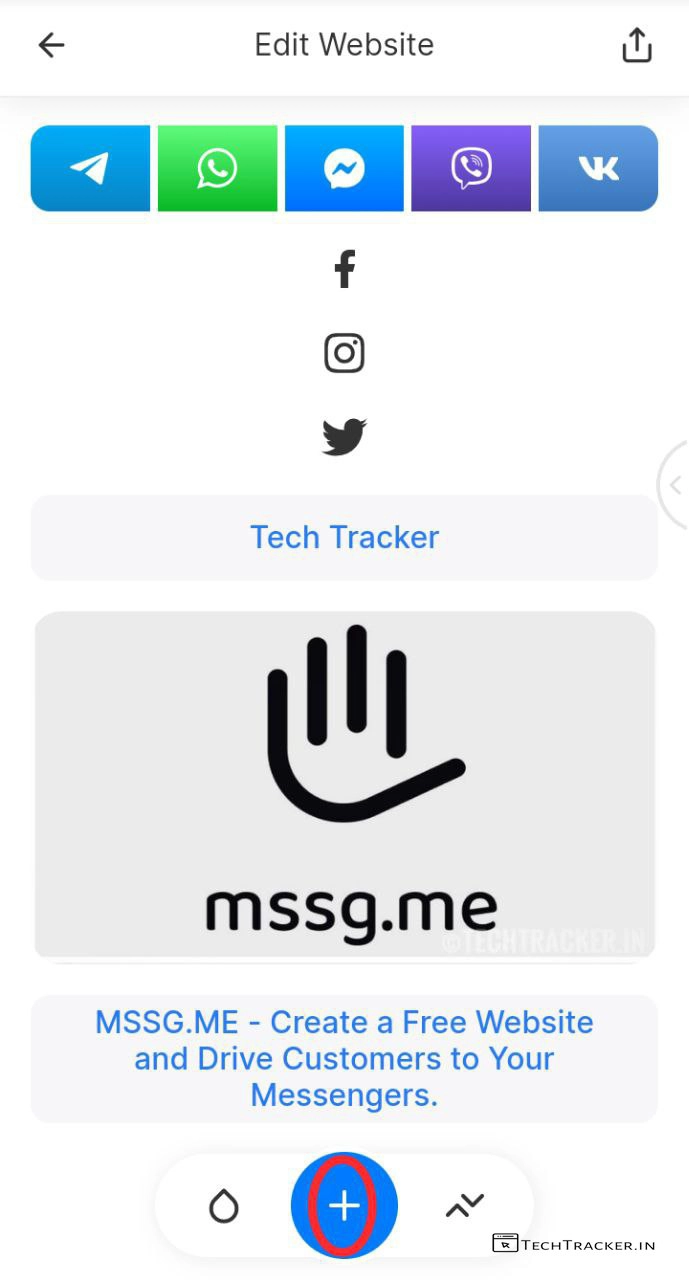 Edit Website
Tech Tracker
mssg.me
©TECHTRACKER.IN
MSSG.ME - Create a Free Website
and Drive Customers to Your
Messengers.
TECHTRACKER.IN